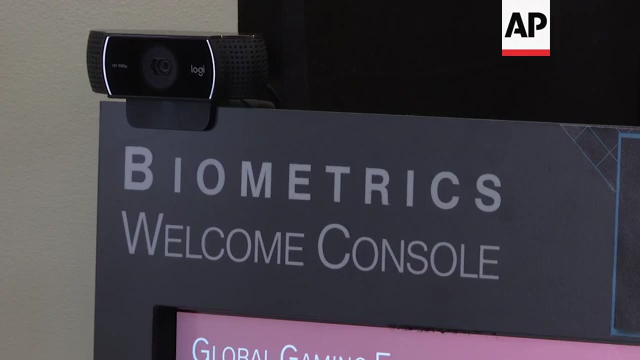 AP
logi
BIOMETRICS
WELCOME CONSOLE
GLOBAL GAMING